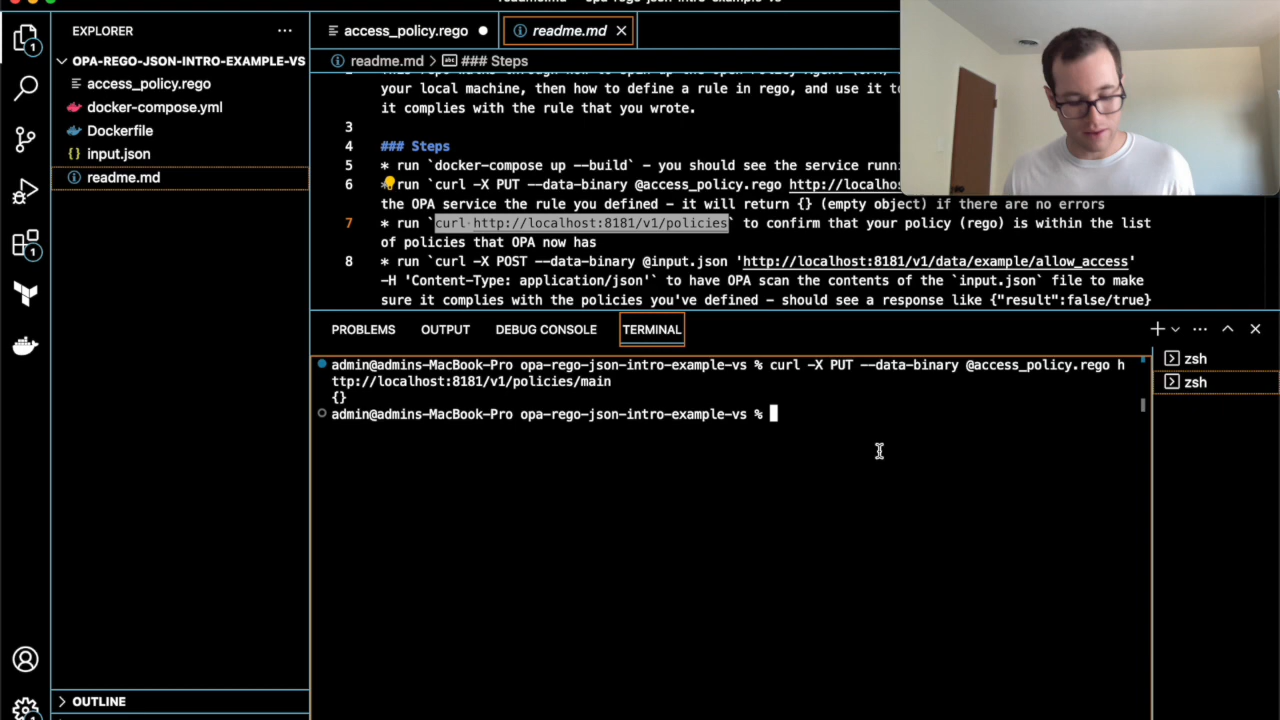 EXPLORER
OPA-REGO-JSON-INTRO-EXAMPLE-VS
access_policy.rego
docker-compose.yml
Dockerfile
input.json
readme.md
OUTLINE
1
1
1
access_policy.rego
readme.md
readme.md > ### Steps
your local machine, then how to define a rule in rego, and use it to
it complies with the rule that you wrote.
3
4 ### Steps
5 * run `docker-compose up --build` - you should see the service runni
6 * run `curl -X PUT --data-binary @access_policy.rego http://localhos
the OPA service the rule you defined - it will return {} (empty object) if there are no errors
7 * run `curl http://localhost:8181/v1/policies` to confirm that your policy (rego) is within the list
of policies that OPA now has
8 * run `curl -X POST --data-binary @input.json 'http://localhost:8181/v1/data/example/allow_access'
-H 'Content-Type: application/json'` to have OPA scan the contents of the `input.json` file to make
sure it complies with the policies you've defined - should see a response like {"result":false/true}
PROBLEMS OUTPUT DEBUG CONSOLE TERMINAL
admin@admins-MacBook-Pro opa-rego-json-intro-example-vs % curl -X PUT --data-binary @access_policy.rego h
ttp://localhost:8181/v1/policies/main
{}
admin@admins-MacBook-Pro opa-rego-json-intro-example-vs %
zsh
zsh